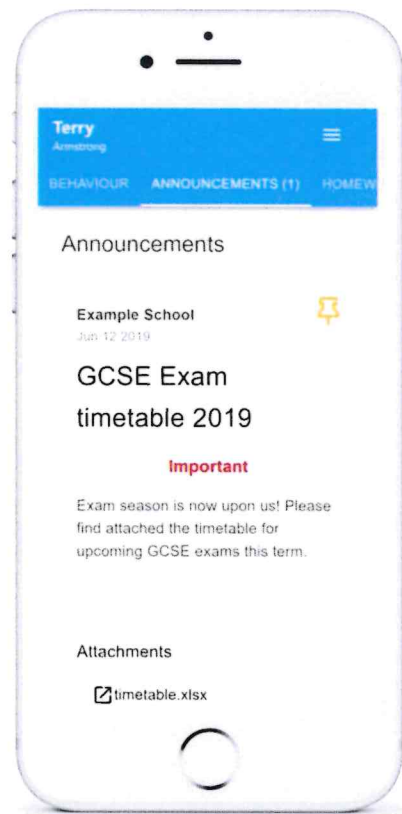 Terry
Armstrong
BEHAVIOUR ANNOUNCEMENTS (1) HOMEW
Announcements
Example School
Jun 12 2019
GCSE Exam
timetable 2019
Important
Exam season is now upon us! Please
find attached the timetable for
upcoming GCSE exams this term.
Attachments
timetable.xlsx